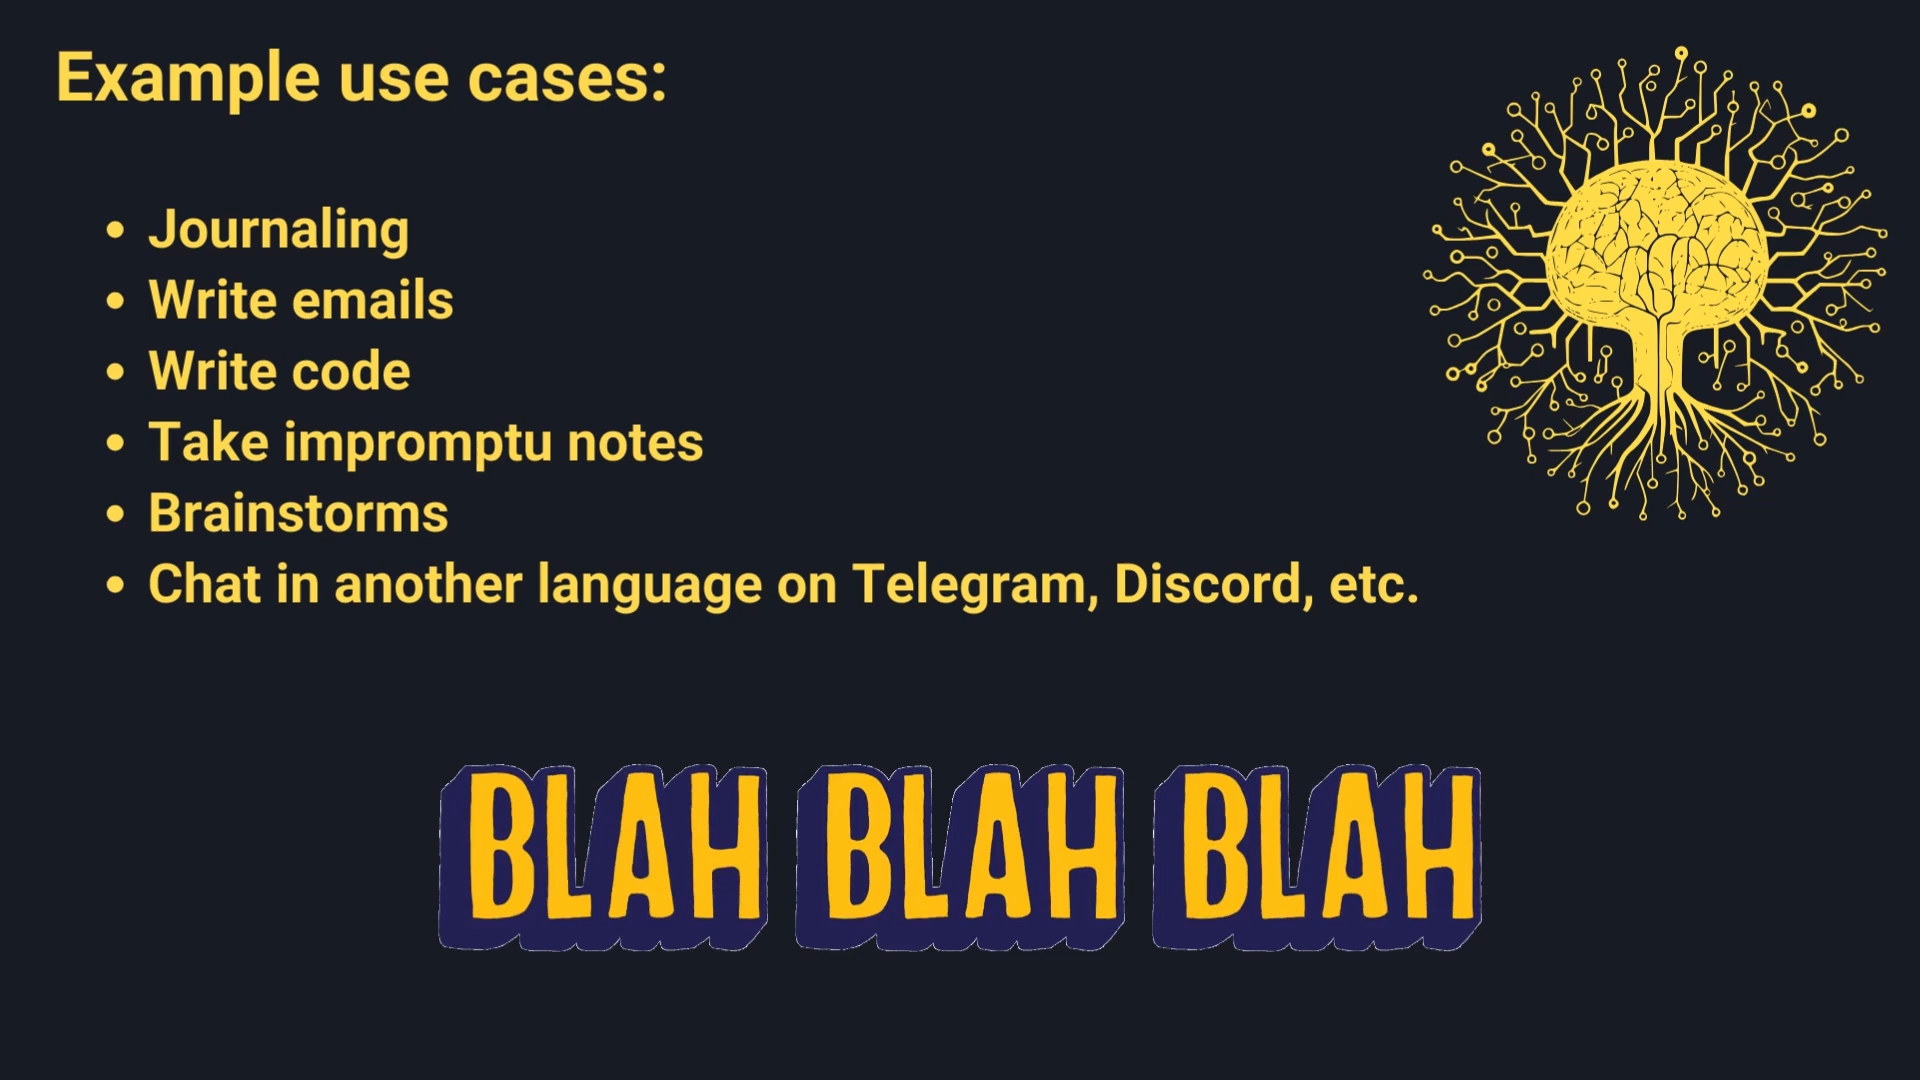 Example use cases:
• Journaling
• Write emails
• Write code
• Take impromptu notes
• Brainstorms
• Chat in another language on Telegram, Discord, etc.
BLAH BLAH BLAH